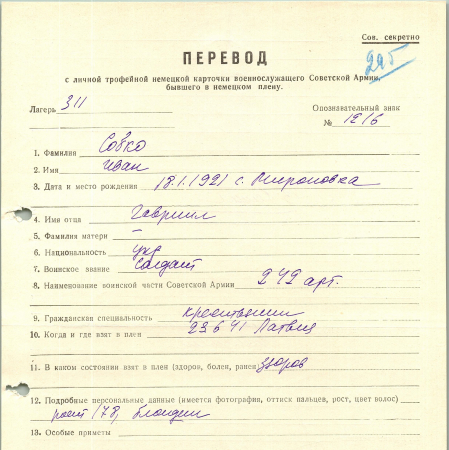 Сов. секретно
295
ПЕРЕВОД
с личной трофейной немецкой карточки военнослужащего Советской Армии,
бывшего в немецком плену.
Лагерь 311
Опознавательный знак
№ 1216
1. Фамилия Собко
2. Имя Иван
3. Дата и место рождения 18.1.1921 с. Мироновка
4. Имя отца Гавриил
5. Фамилия матери –
6. Национальность укр
7. Воинское звание Солдат
8. Наименование воинской части Советской Армии 242 арт.
9. Гражданская специальность крестьянин
10. Когда и где взят в плен 23 6 41 Латвия
11. В каком состоянии взят в плен (здоров, болен, ранен) здоров
12. Подробные персональные данные (имеется фотография, оттиск пальцев, рост, цвет волос)
рост 178, блондин
13. Особые приметы